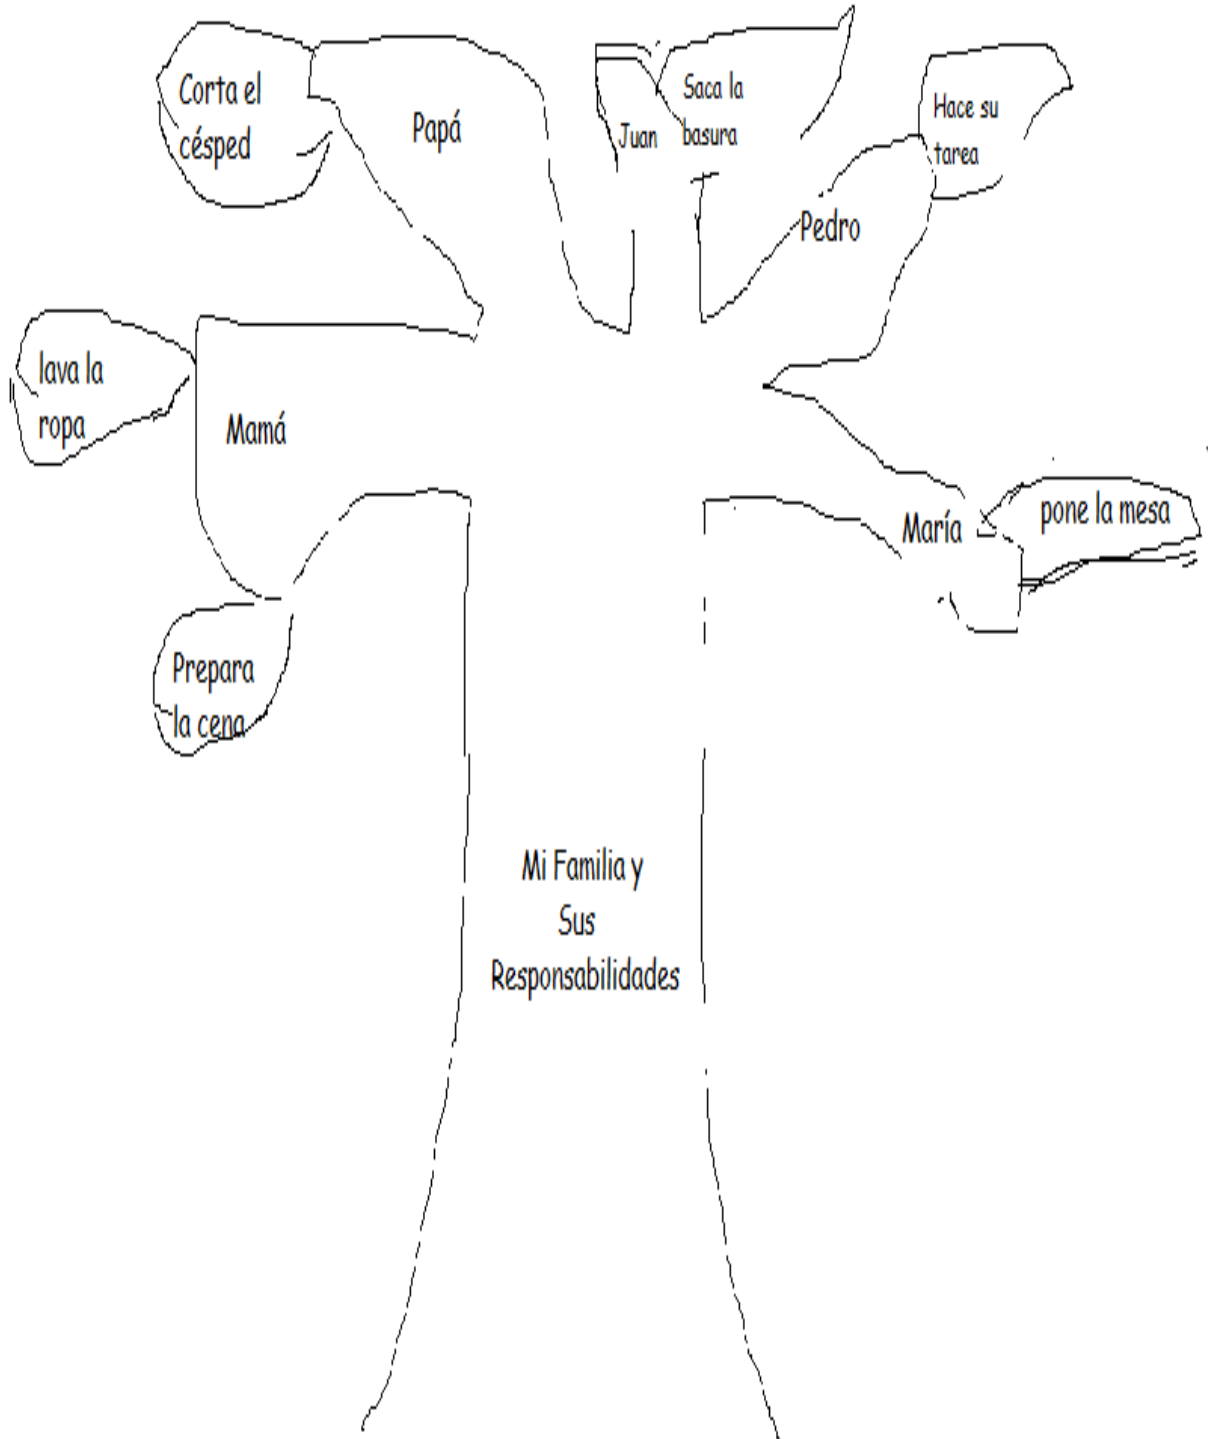 Corta el
césped
Papá
Juan
Saca la
basura
Hace su
tarea
Pedro
lava la
ropa
Mamá
María
pone la mesa
Prepara
la cena
Mi Familia y
Sus
Responsabilidades